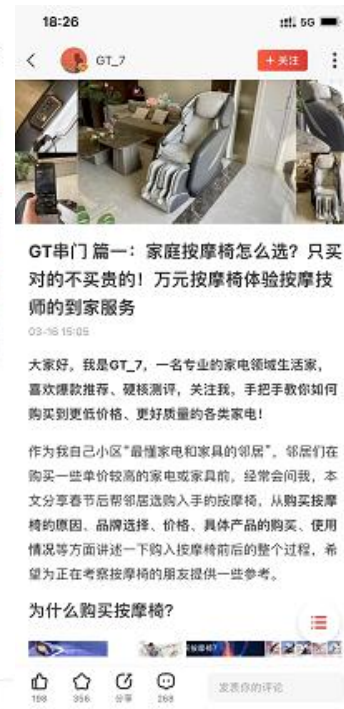 18:26
5G
GT_7
+关注
GT串门 篇一：家庭按摩椅怎么选？只买
对的不买贵的！万元按摩椅体验按摩技
师的到家服务
03-16 15:05
大家好，我是GT_7，一名专业的家电领域生活家，
喜欢爆款推荐、硬核测评，关注我，手把手教你如何
购买到更低价格、更好质量的各类家电！
作为我自己小区“最懂家电和家具的邻居”，邻居们在
购买一些单价较高的家电或家具前，经常会问我，本
文分享春节后帮邻居选购入手的按摩椅，从购买按摩
椅的原因、品牌选择、价格、具体产品的购买、使用
情况等方面讲述一下购入按摩椅前后的整个过程，希
望为正在考察按摩椅的朋友提供一些参考。
为什么购买按摩椅？
198
356
分享
268
发表你的评论